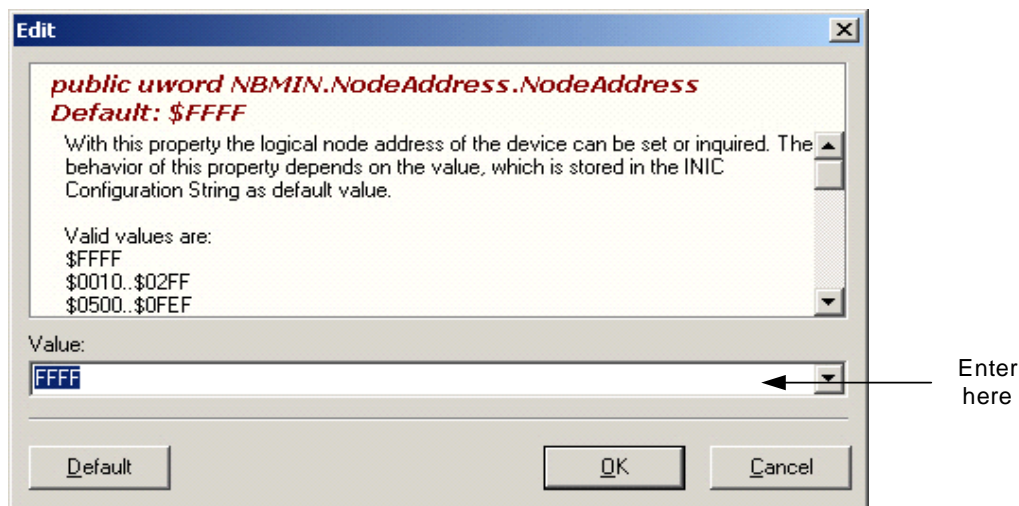 Edit
public uword NBMIN.NodeAddress.NodeAddress
Default: $FFFF
With this property the logical node address of the device can be set or inquired. The
behavior of this property depends on the value, which is stored in the INIC
Configuration String as default value.
Valid values are:
$FFFF
$0010..$02FF
$0500..$0FEF
Value:
FFFF
Enter
here
Default
OK
Cancel